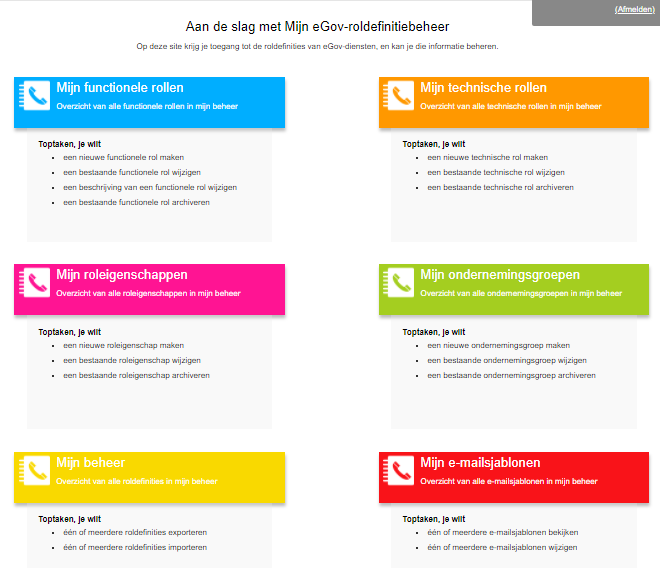 (Afmelden)
Aan de slag met Mijn eGov-roldefinitiebeheer
Op deze site krijg je toegang tot de roldefinities van eGov-diensten, en kan je die informatie beheren.
Mijn functionele rollen
Overzicht van alle functionele rollen in mijn beheer
Toptaken, je wilt
• een nieuwe functionele rol maken
• een bestaande functionele rol wijzigen
• een beschrijving van een functionele rol wijzigen
• een bestaande functionele rol archiveren
Mijn technische rollen
Overzicht van alle technische rollen in mijn beheer
Toptaken, je wilt
• een nieuwe technische rol maken
• een bestaande technische rol wijzigen
• een bestaande technische rol archiveren
Mijn roleigenschappen
Overzicht van alle roleigenschappen in mijn beheer
Toptaken, je wilt
• een nieuwe roleigenschap maken
• een bestaande roleigenschap wijzigen
• een bestaande roleigenschap archiveren
Mijn ondernemingsgroepen
Overzicht van alle ondernemingsgroepen in mijn beheer
Toptaken, je wilt
• een nieuwe ondernemingsgroep maken
• een bestaande ondernemingsgroep wijzigen
• een bestaande ondernemingsgroep archiveren
Mijn beheer
Overzicht van alle roldefinities in mijn beheer
Toptaken, je wilt
• één of meerdere roldefinities exporteren
• één of meerdere roldefinities importeren
Mijn e-mailsjablonen
Overzicht van alle e-mailsjablonen in mijn beheer
Toptaken, je wilt
• één of meerdere e-mailsjablonen bekijken
• één of meerdere e-mailsjablonen wijzigen